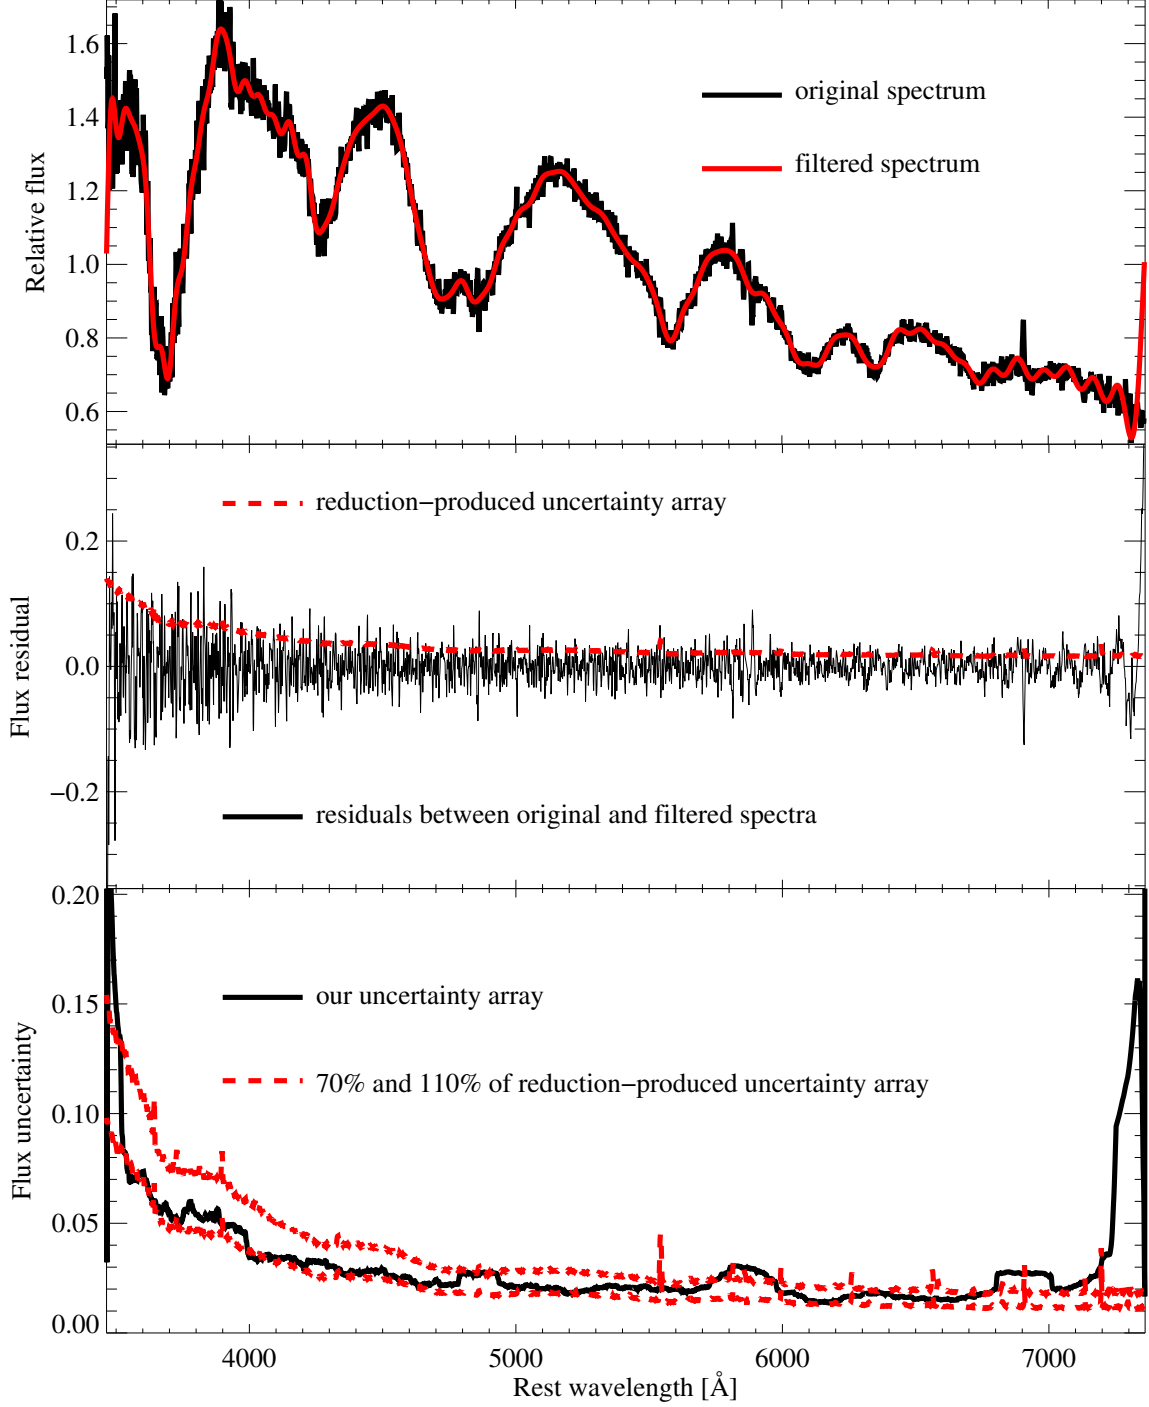 1.6
1.4
1.2
1.0
0.8
0.6
Relative flux
original spectrum
filtered spectrum
0.2
0.0
−0.2
Flux residual
reduction−produced uncertainty array
residuals between original and filtered spectra
0.20
0.15
0.10
0.05
0.00
Flux uncertainty
our uncertainty array
70% and 110% of reduction−produced uncertainty array
4000 5000 6000 7000
Rest wavelength [Å]